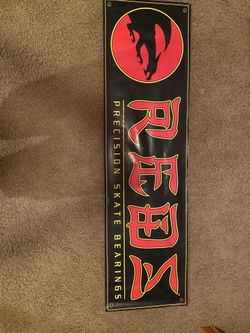 REDS
PRECISION SKATE BEARINGS